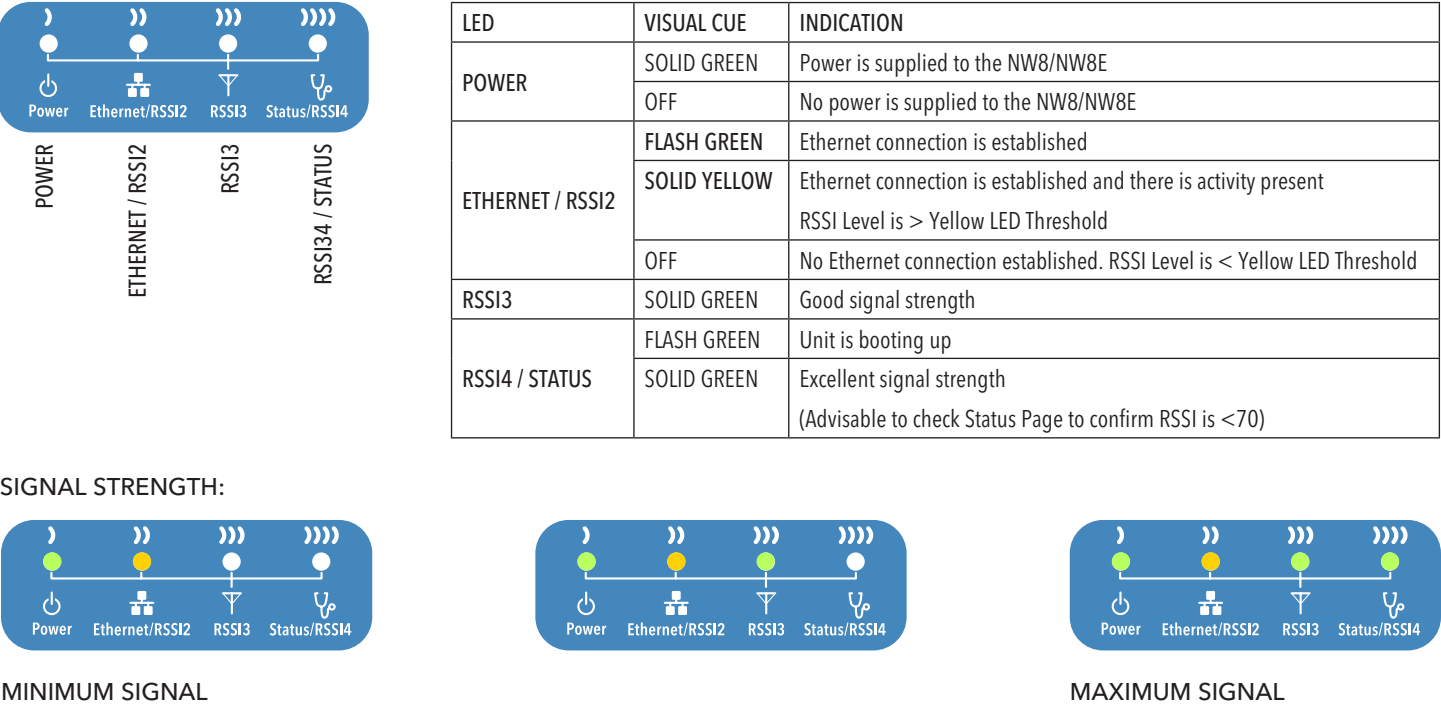 Power Ethernet/RSSI2 RSSI3 Status/RSSI4
POWER
ETHERNET / RSSI2
RSSI3
RSSI34 / STATUS
LED VISUAL CUE INDICATION
POWER
SOLID GREEN Power is supplied to the NW8/NW8E
OFF No power is supplied to the NW8/NW8E
ETHERNET / RSSI2
FLASH GREEN Ethernet connection is established
SOLID YELLOW Ethernet connection is established and there is activity present
RSSI Level is > Yellow LED Threshold
OFF No Ethernet connection established. RSSI Level is < Yellow LED Threshold
RSSI3 SOLID GREEN Good signal strength
RSSI4 / STATUS
FLASH GREEN Unit is booting up
SOLID GREEN Excellent signal strength
(Advisable to check Status Page to confirm RSSI is <70)
SIGNAL STRENGTH:
Power Ethernet/RSSI2 RSSI3 Status/RSSI4
Power Ethernet/RSSI2 RSSI3 Status/RSSI4
Power Ethernet/RSSI2 RSSI3 Status/RSSI4
MINIMUM SIGNAL
MAXIMUM SIGNAL